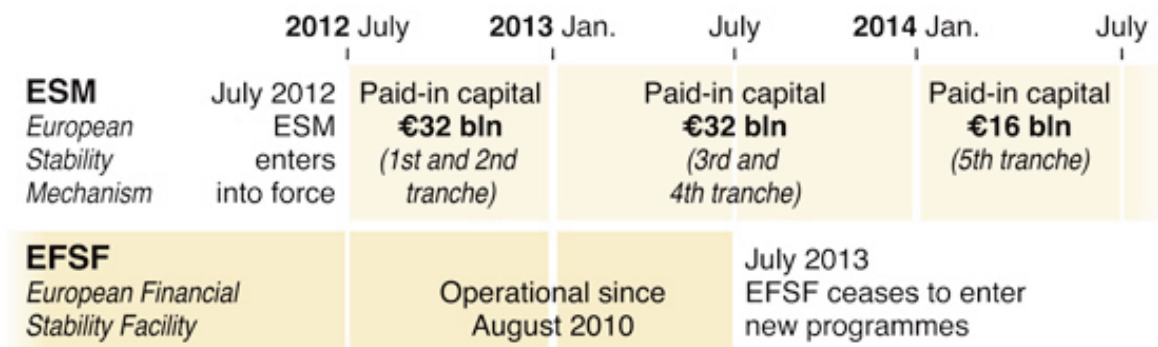 2012 July 2013 Jan. July 2014 Jan. July
ESM
European
Stability
Mechanism
July 2012
ESM
enters
into force
Paid-in capital
€32 bln
(1st and 2nd
tranche)
Paid-in capital
€32 bln
(3rd and
4th tranche)
Paid-in capital
€16 bln
(5th tranche)
EFSF
European Financial
Stability Facility
Operational since
August 2010
July 2013
EFSF ceases to enter
new programmes